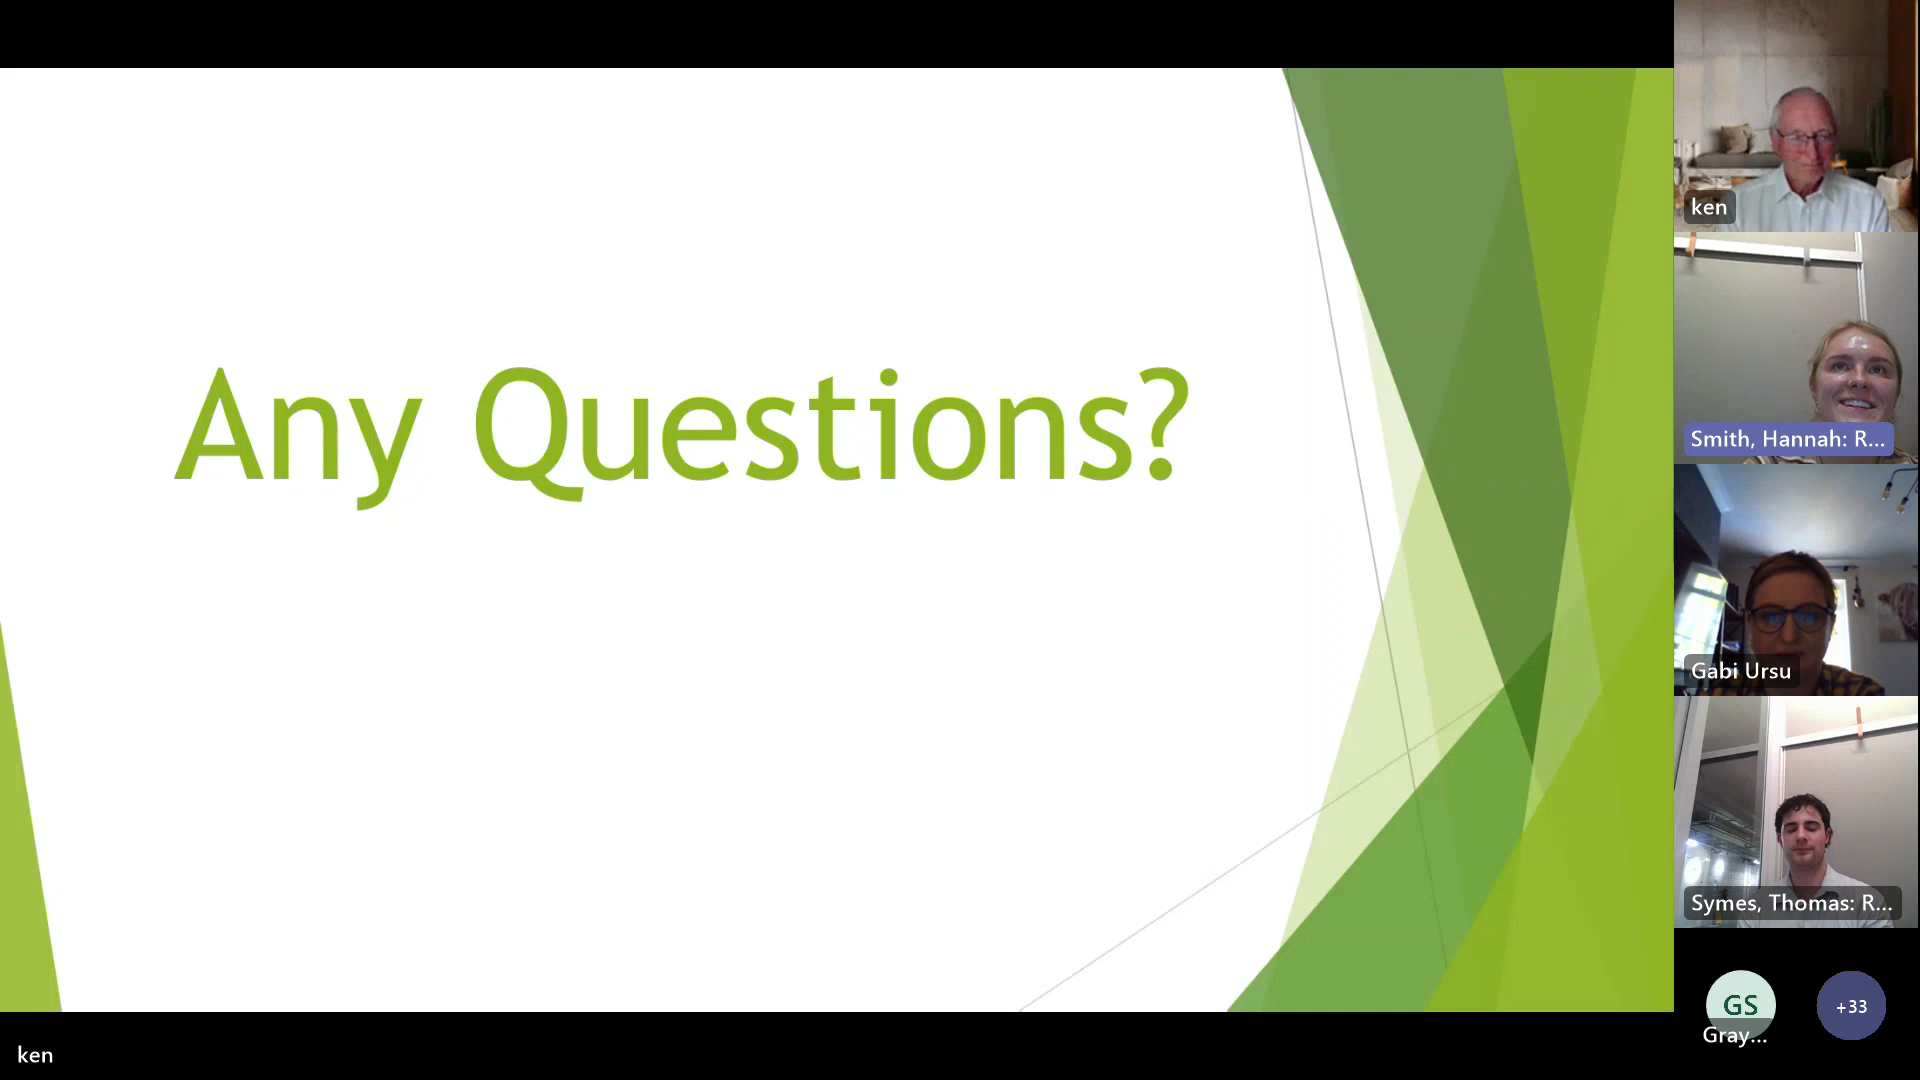 Any Questions?
ken
Smith, Hannah: R...
Gabi Ursu
Symes, Thomas: R...
GS
+33
Gray...
ken